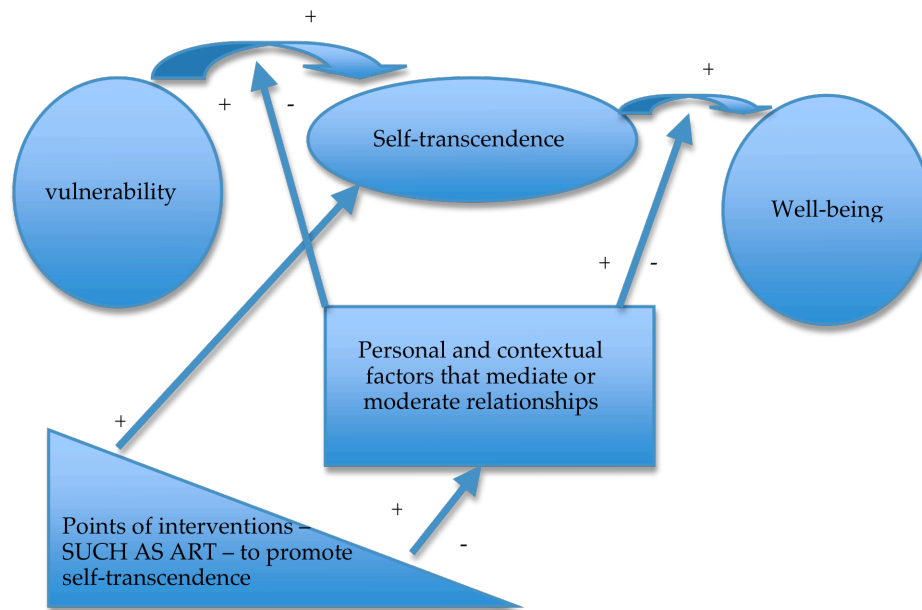 +
+
+ -
Self-transcendence
vulnerability
Well-being
+ -
Personal and contextual
factors that mediate or
moderate relationships
+
+
-
Points of interventions –
SUCH AS ART – to promote
self-transcendence